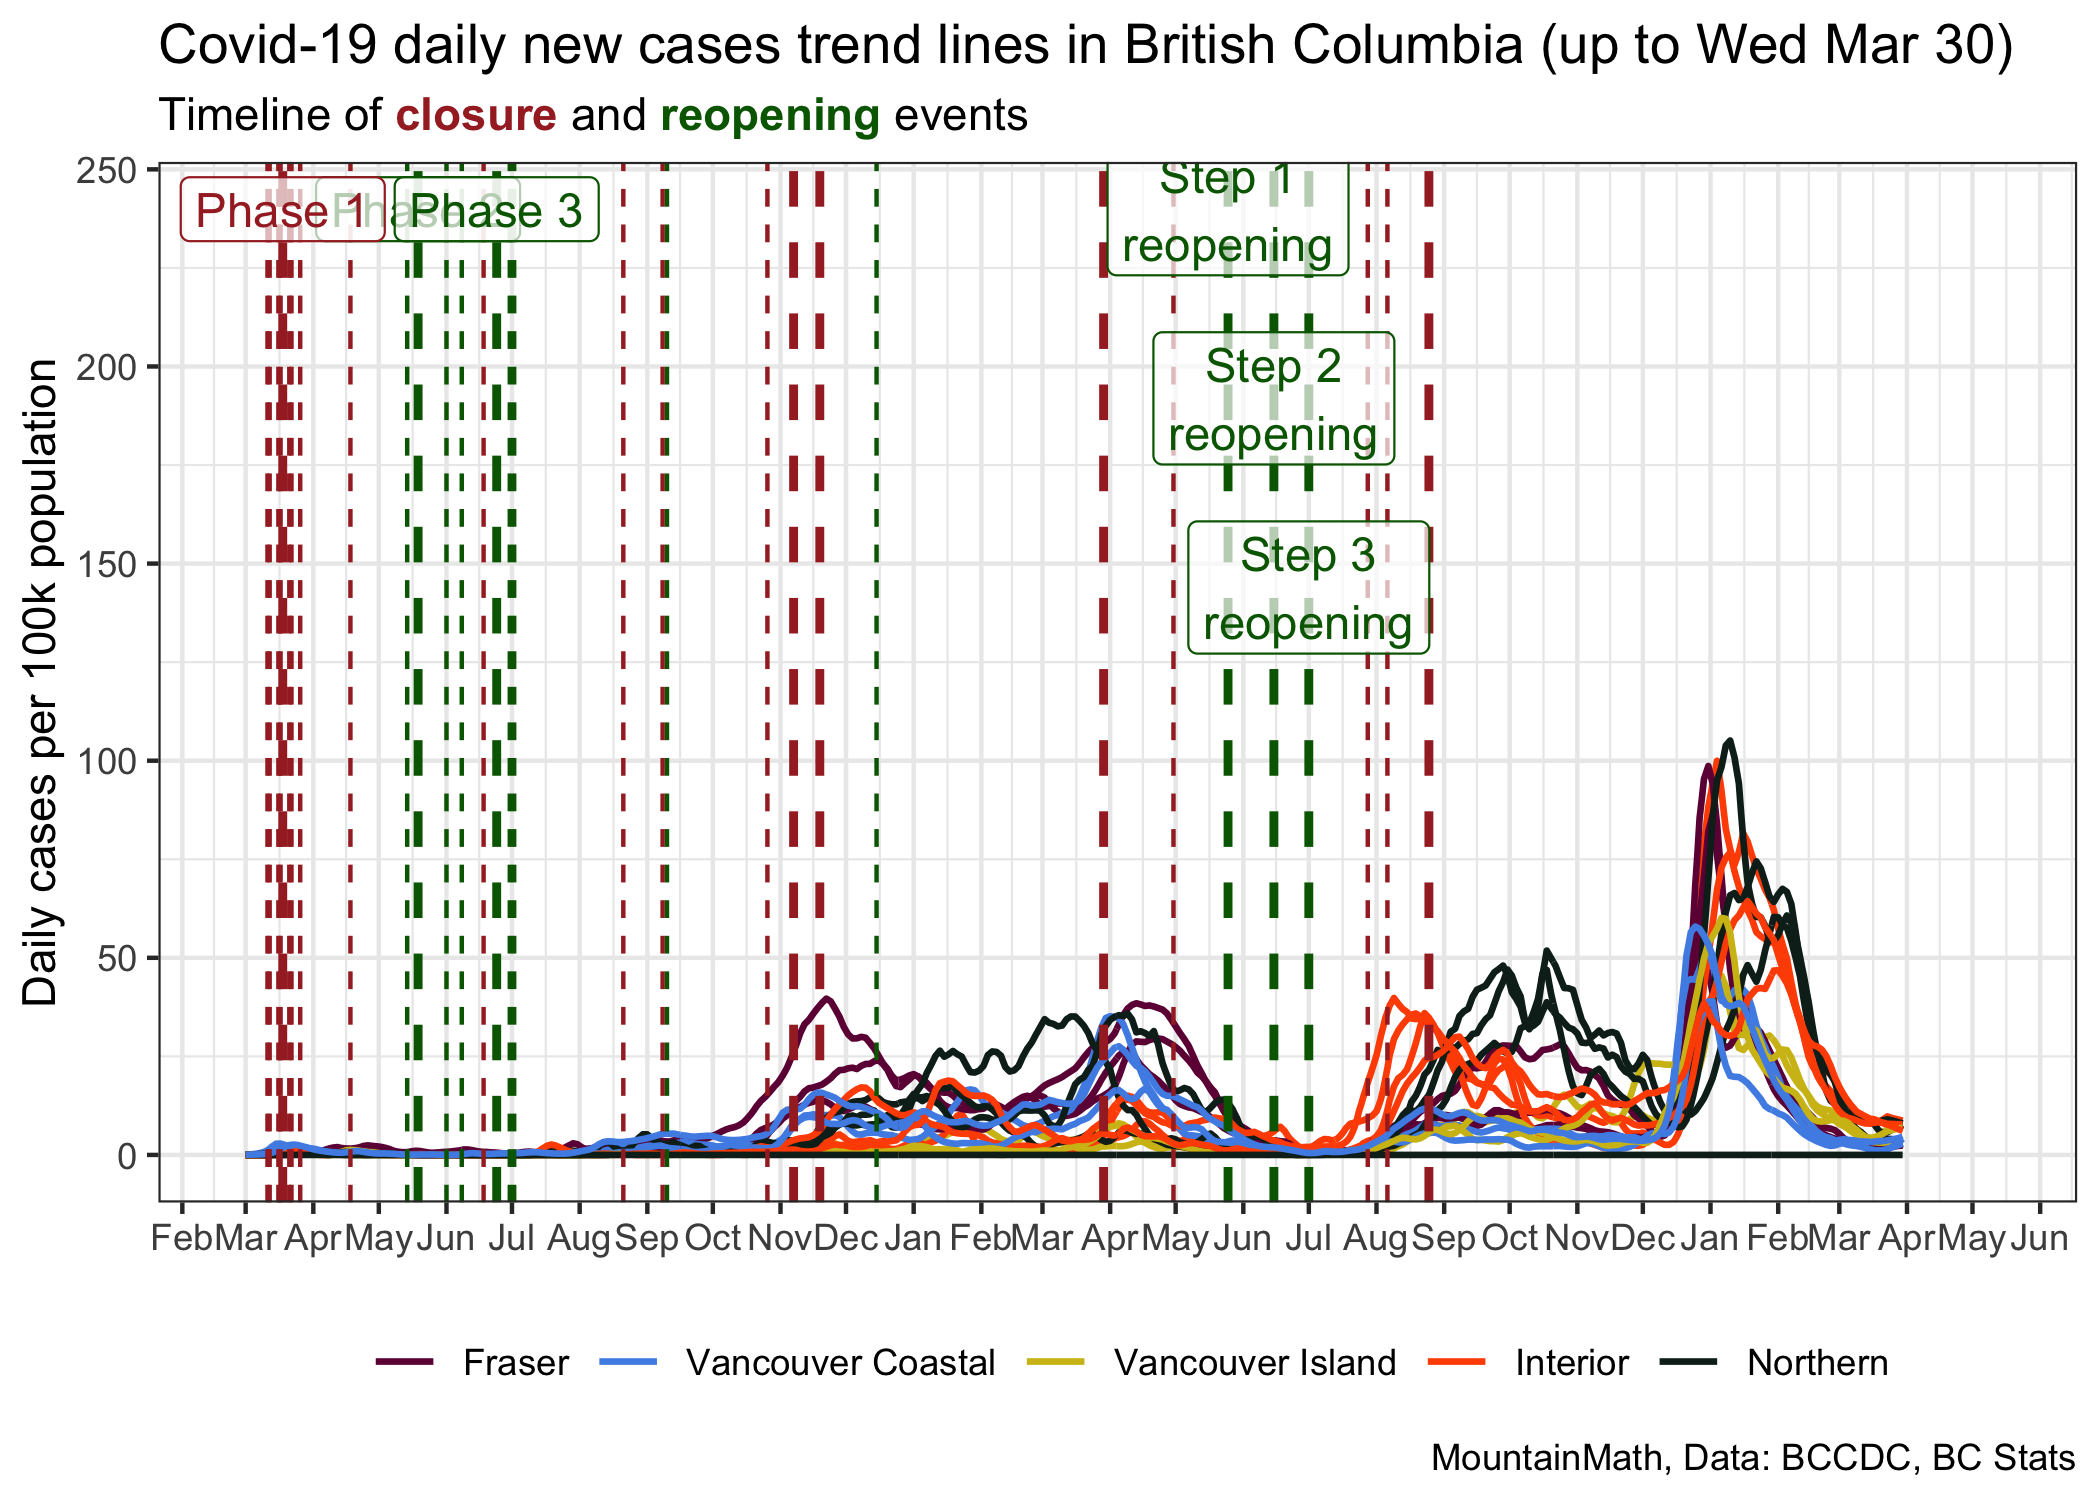 Covid-19 daily new cases trend lines in British Columbia (up to Wed Mar 30)
Timeline of closure and reopening events
Daily cases per 100k population
250
200
150
100
50
0
Phase 1
Phase 2
Phase 3
Step 1
reopening
Step 2
reopening
Step 3
reopening
Feb Mar Apr May Jun Jul Aug Sep Oct Nov Dec Jan Feb Mar Apr May Jun Jul Aug Sep Oct Nov Dec Jan Feb Mar Apr May Jun
Fraser Vancouver Coastal Vancouver Island Interior Northern
MountainMath, Data: BCCDC, BC Stats